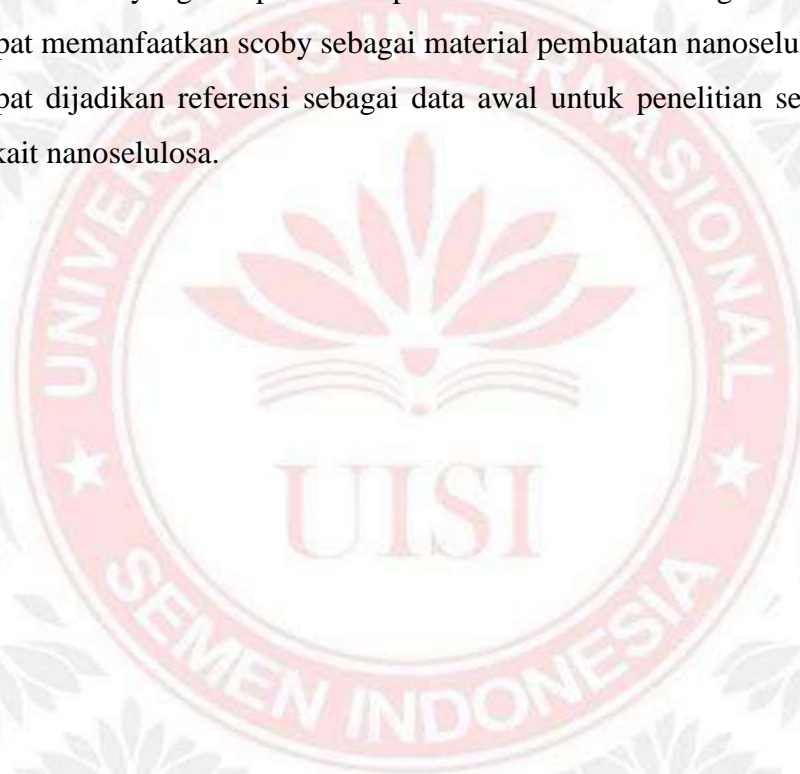 pat memanfaatkan scoby sebagai material pembuatan nanoselu
pat dijadikan referensi sebagai data awal untuk penelitian se
kait nanoselulosa.
UNIVERSITAS INTERNASIONAL
UISI
SEMEN INDONESIA